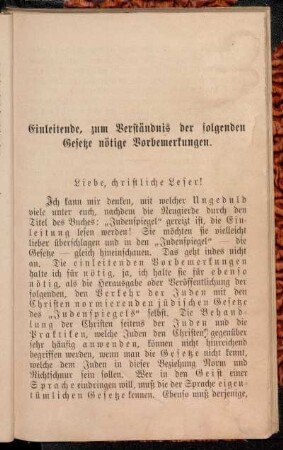 Einleitende, zum Verständnis der folgenden
Gesetze nötige Vorbemerkungen.
Liebe, christliche Leser!
Ich kann mir denken, mit welcher Ungeduld
viele unter euch, nachdem die Neugierde durch den
Titel des Buches: „Judenspiegel“ gereizt ist, die Ein-
leitung lesen werden! Sie möchten sie vielleicht
lieber überschlagen und in den „Judenspiegel“ — die
Gesetze — gleich hineinschauen. Das geht indes nicht
an. Die einleitenden Vorbemerkungen
halte ich für nötig, ja, ich halte sie für ebenso
nötig, als die Herausgabe oder Veröffentlichung der
folgenden, den Verkehr des Juden mit den
Christen normierenden jüdischen Gesetze
des „Judenspiegels“ selbst. Die Behand-
lung der Christen seitens der Juden und die
Praktiken, welche Juden den Christen gegenüber
sehr häufig anwenden, können nicht hinreichend
begriffen werden, wenn man die Gesetze nicht kennt,
welche dem Juden in dieser Beziehung Norm und
Richtschnur sein sollen. Wer in den Geist einer
Sprache eindringen will, muß die der Sprache eigen-
tümlichen Gesetze kennen. Ebenso muß derjenige,